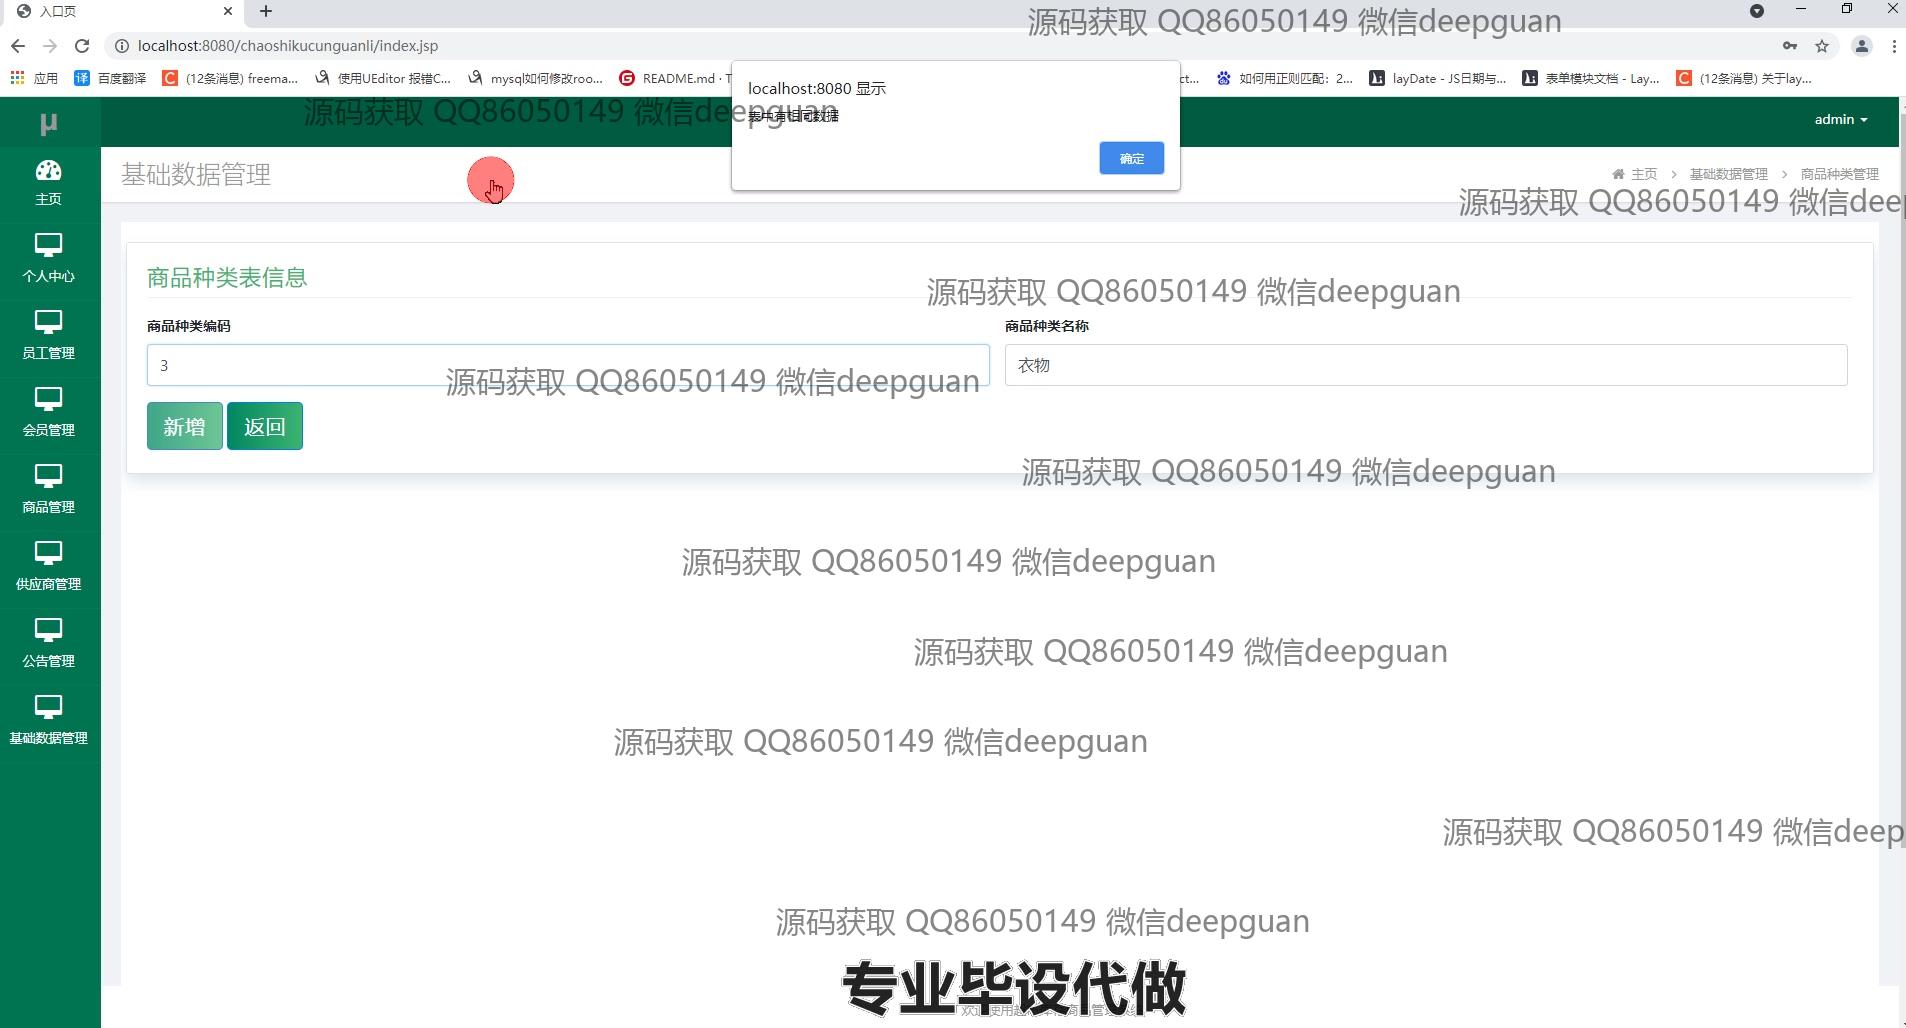 入口页
源码获取 QQ86050149 微信deepguan
localhost:8080/chaoshikucunguanli/index.jsp
应用
百度翻译
(12条消息) freema...
使用UEditor 报错C...
mysql如何修改roo...
README.md · T
ct...
如何用正则匹配：2...
layDate - JS日期与...
表单模块文档 - Lay...
(12条消息) 关于lay...
localhost:8080 显示
表中有相同数据
确定
源码获取 QQ86050149 微信deepguan
μ
admin
基础数据管理
主页 > 基础数据管理 > 商品种类管理
源码获取 QQ86050149 微信dee
主页
个人中心
员工管理
会员管理
商品管理
供应商管理
公告管理
基础数据管理
商品种类表信息
源码获取 QQ86050149 微信deepguan
商品种类编码
商品种类名称
3
衣物
源码获取 QQ86050149 微信deepguan
新增
返回
源码获取 QQ86050149 微信deepguan
源码获取 QQ86050149 微信deepguan
源码获取 QQ86050149 微信deepguan
源码获取 QQ86050149 微信deepguan
源码获取 QQ86050149 微信deep
源码获取 QQ86050149 微信deepguan
专业毕设代做